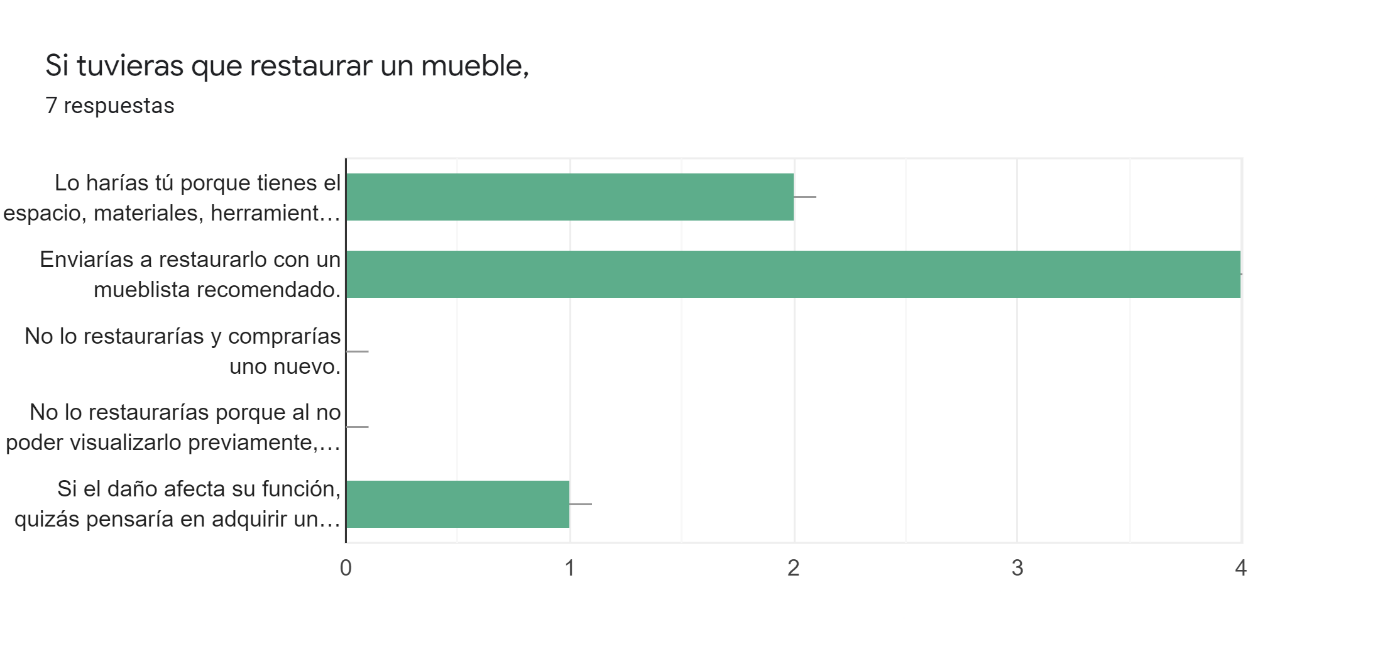 Si tuvieras que restaurar un mueble,
7 respuestas
Lo harías tú porque tienes el
espacio, materiales, herramient…
Enviarías a restaurarlo con un
mueblista recomendado.
No lo restaurarías y comprarías
uno nuevo.
No lo restaurarías porque al no
poder visualizarlo previamente,…
Si el daño afecta su función,
quizás pensaría en adquirir un…
0 1 2 3 4